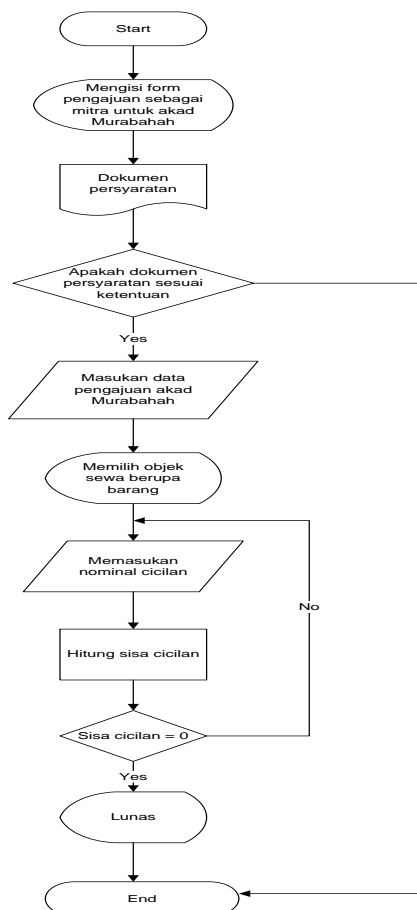 Start
Mengisi form
pengajuan sebagai
mitra untuk akad
Murabahah
Dokumen
persyaratan
Apakah dokumen
persyaratan sesuai
ketentuan
Yes
Masukan data
pengajuan akad
Murabahah
Memilih objek
sewa berupa
barang
Memasukan
nominal cicilan
No
Hitung sisa cicilan
Sisa cicilan = 0
Yes
Lunas
End